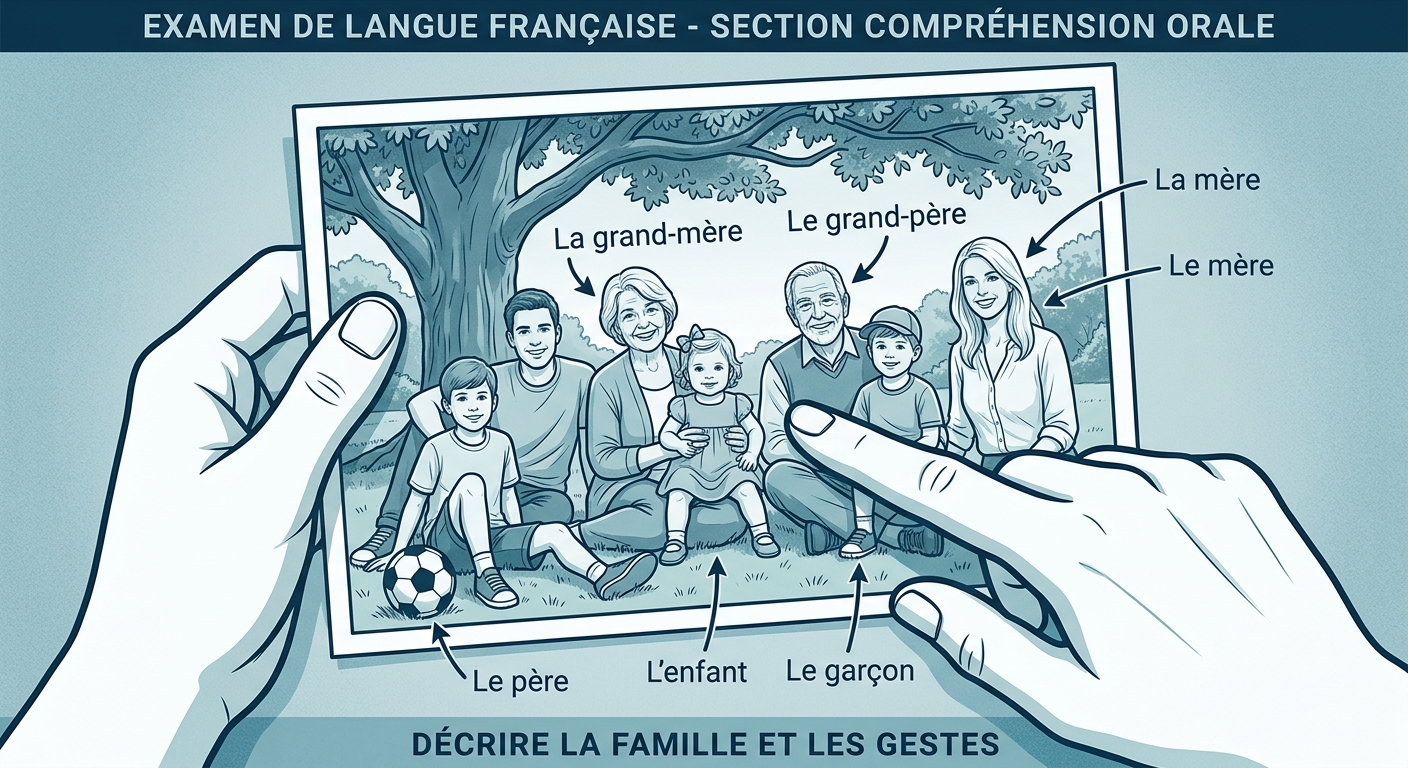 EXAMEN DE LANGUE FRANÇAISE - SECTION COMPRÉHENSION ORALE
La mère
Le grand-père
La grand-mère
Le mère
L'enfant
Le garçon
Le père
DÉCRIRE LA FAMILLE ET LES GESTES